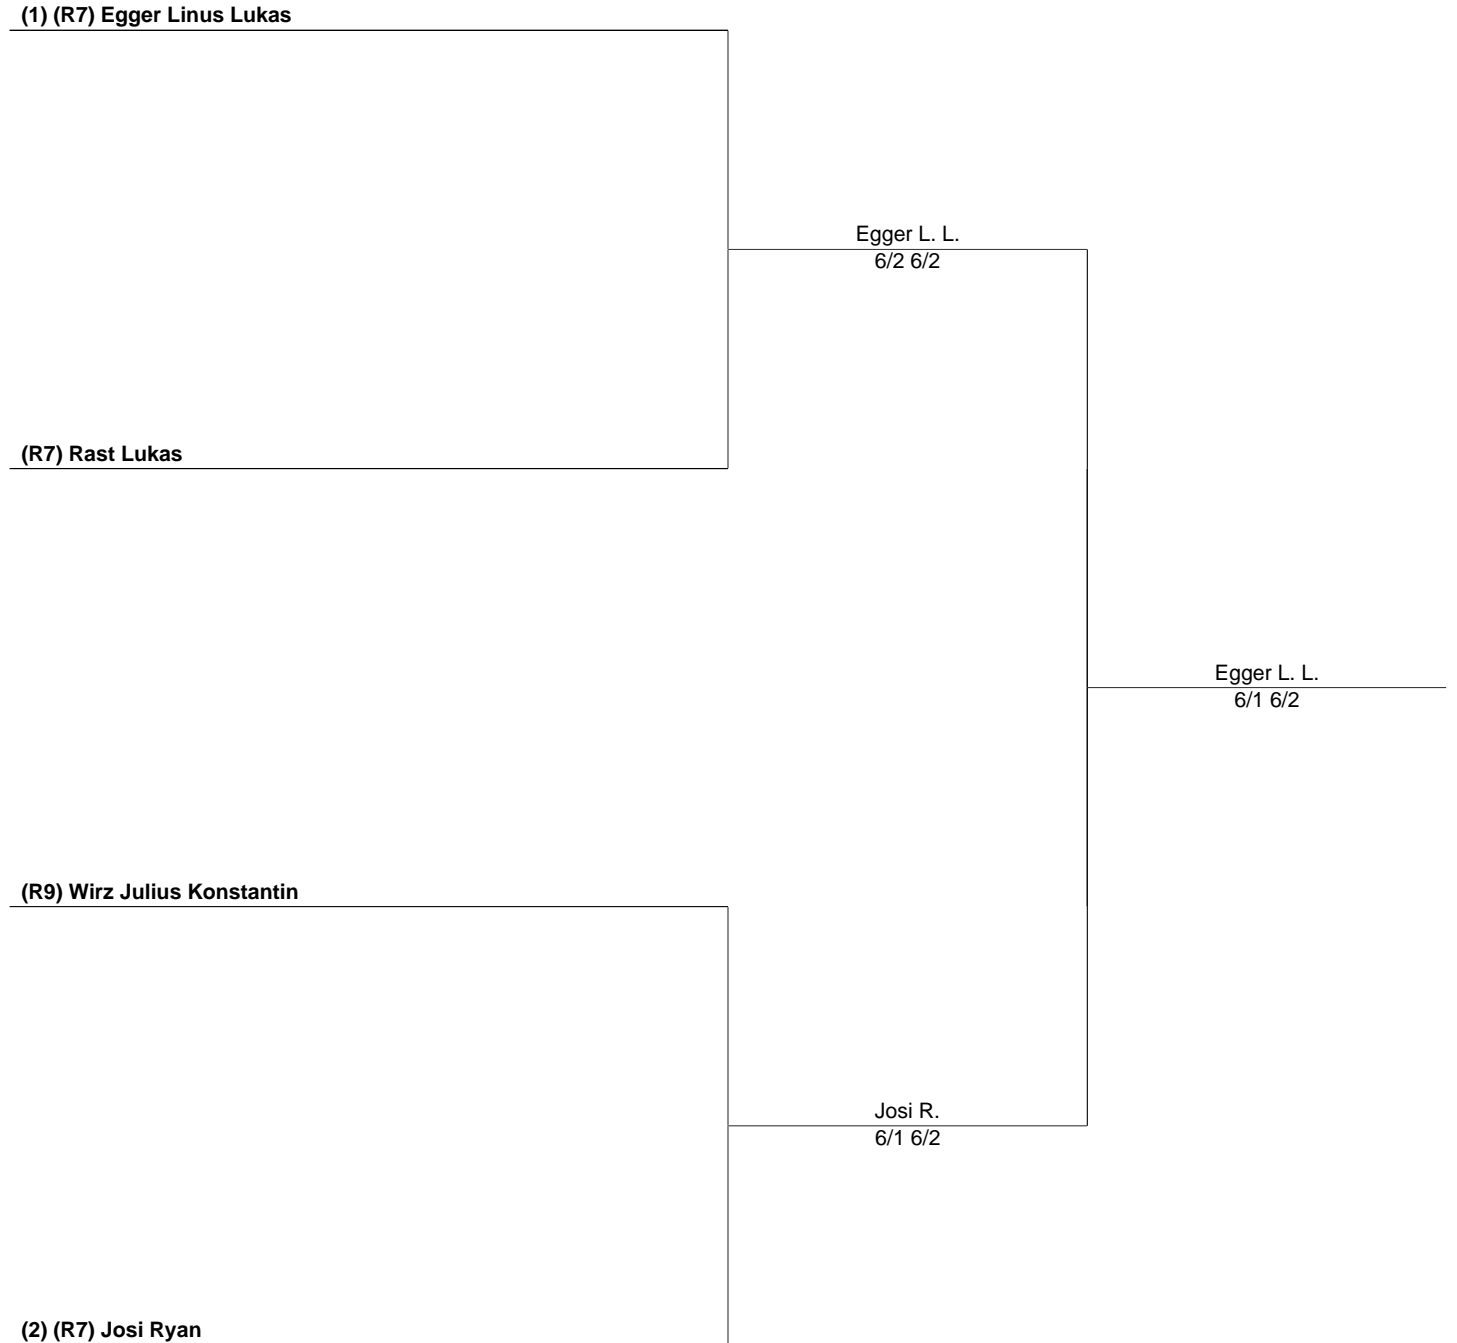 (1) (R7) Egger Linus Lukas
Egger L. L.
6/2 6/2
(R7) Rast Lukas
Egger L. L.
6/1 6/2
(R9) Wirz Julius Konstantin
Josi R.
6/1 6/2
(2) (R7) Josi Ryan